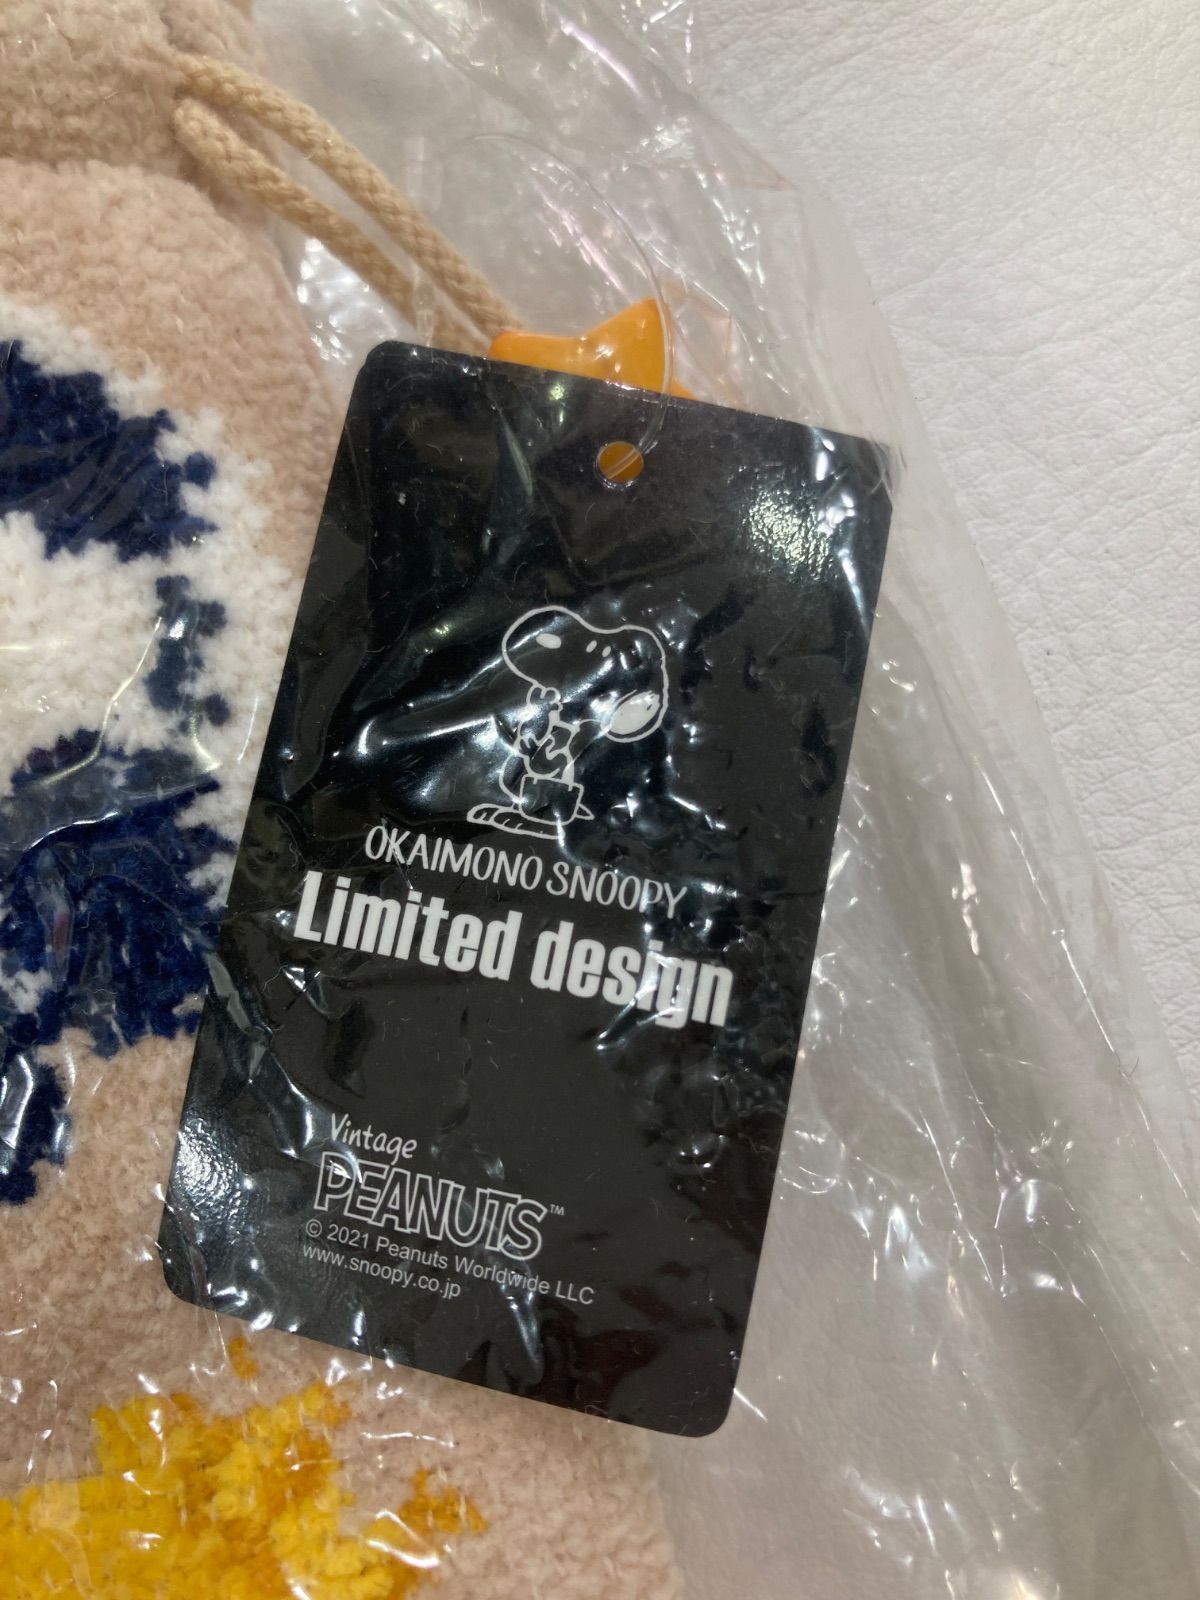 OKAIMONO SNOOPY
Limited design
Vintage
PEANUTS™
© 2021 Peanuts Worldwide LLC
www.snoopy.co.jp